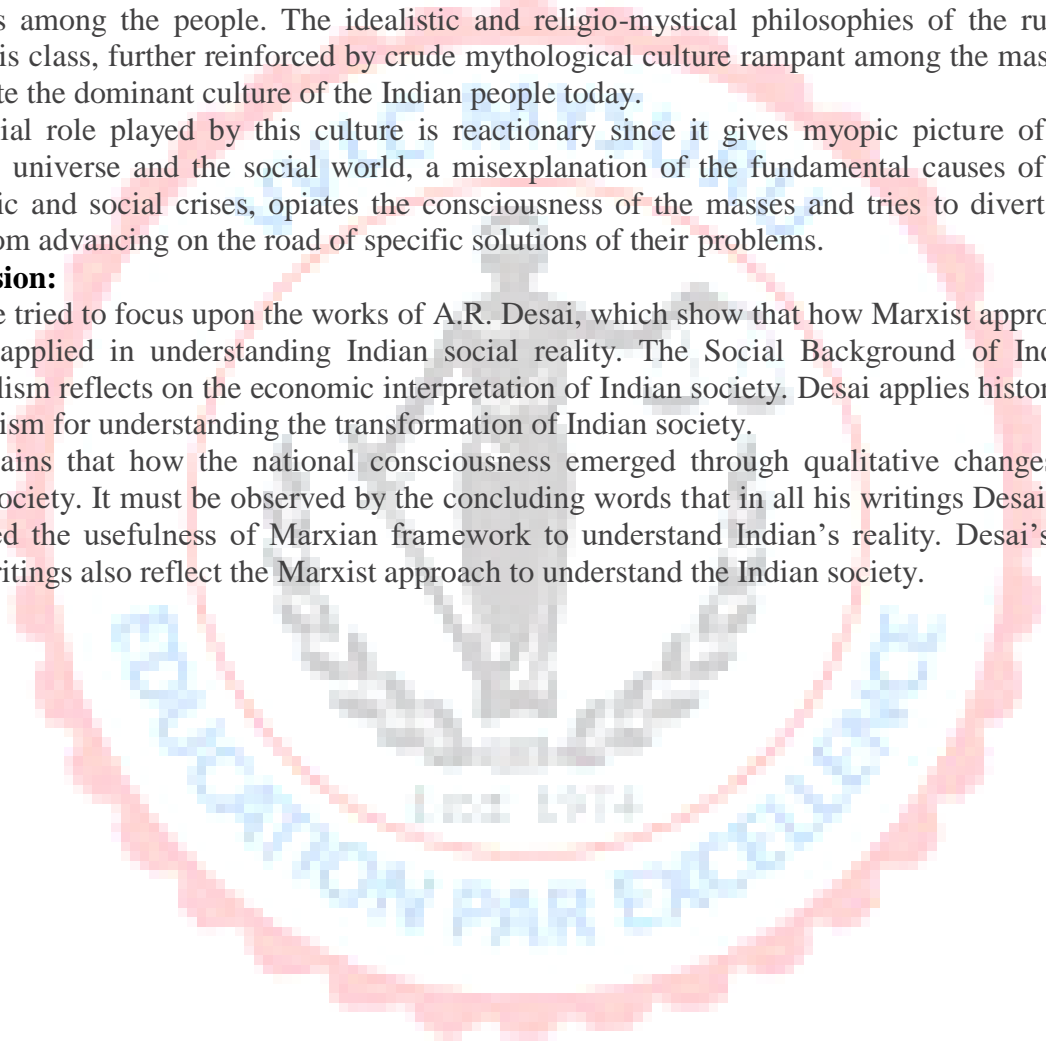 s among the people. The idealistic and religio-mystical philosophies of the ru
is class, further reinforced by crude mythological culture rampant among the mas
te the dominant culture of the Indian people today.
ial role played by this culture is reactionary since it gives myopic picture of
universe and the social world, a misexplanation of the fundamental causes of
ic and social crises, opiates the consciousness of the masses and tries to divert
om advancing on the road of specific solutions of their problems.
sion:
e tried to focus upon the works of A.R. Desai, which show that how Marxist appro
applied in understanding Indian social reality. The Social Background of Ind
lism reflects on the economic interpretation of Indian society. Desai applies histor
ism for understanding the transformation of Indian society.
ains that how the national consciousness emerged through qualitative changes
ociety. It must be observed by the concluding words that in all his writings Desai
ed the usefulness of Marxian framework to understand Indian's reality. Desai's
ritings also reflect the Marxist approach to understand the Indian society.
MYSURU
1974
EDUCATION PAR EXCELLENCE